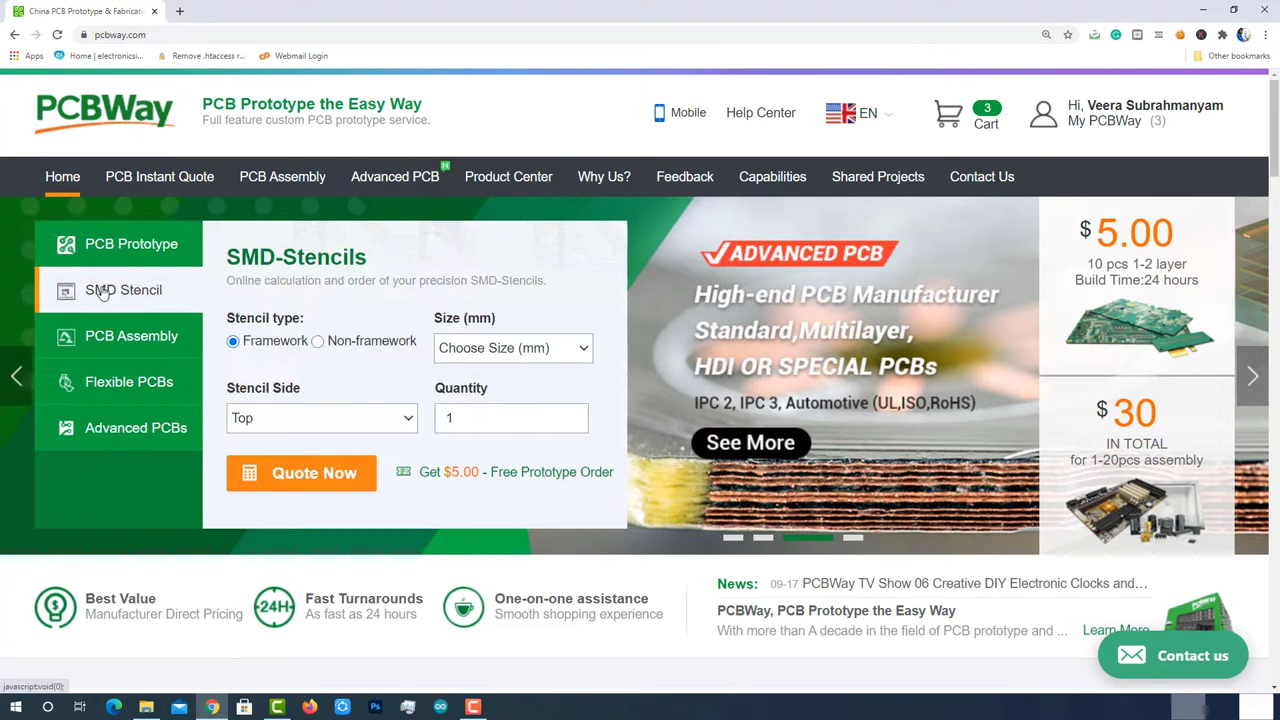 China PCB Prototype & Fabricati
pcbway.com
Apps
Home | electronicsi...
Remove .htaccess r...
Webmail Login
Other bookmarks
PCBWay
PCB Prototype the Easy Way
Full feature custom PCB prototype service.
Mobile
Help Center
EN
3
Cart
Hi, Veera Subrahmanyam
My PCBWay (3)
Home
PCB Instant Quote
PCB Assembly
Advanced PCB
N
Product Center
Why Us?
Feedback
Capabilities
Shared Projects
Contact Us
PCB Prototype
SMD Stencil
PCB Assembly
Flexible PCBs
Advanced PCBs
SMD-Stencils
Online calculation and order of your precision SMD-Stencils.
Stencil type:
Framework
Non-framework
Size (mm)
Choose Size (mm)
Stencil Side
Top
Quantity
1
Quote Now
Get $5.00 - Free Prototype Order
ADVANCED PCB
High-end PCB Manufacturer
Standard,Multilayer,
HDI OR SPECIAL PCBs
IPC 2, IPC 3, Automotive (UL,ISO,RoHS)
See More
$ 5.00
10 pcs 1-2 layer
Build Time:24 hours
$ 30
IN TOTAL
for 1-20pcs assembly
Best Value
Manufacturer Direct Pricing
24H
Fast Turnarounds
As fast as 24 hours
One-on-one assistance
Smooth shopping experience
News:
09-17 PCBWay TV Show 06 Creative DIY Electronic Clocks and...
PCBWay, PCB Prototype the Easy Way
With more than A decade in the field of PCB prototype and ...
Learn More
Contact us
javascript:void(0);